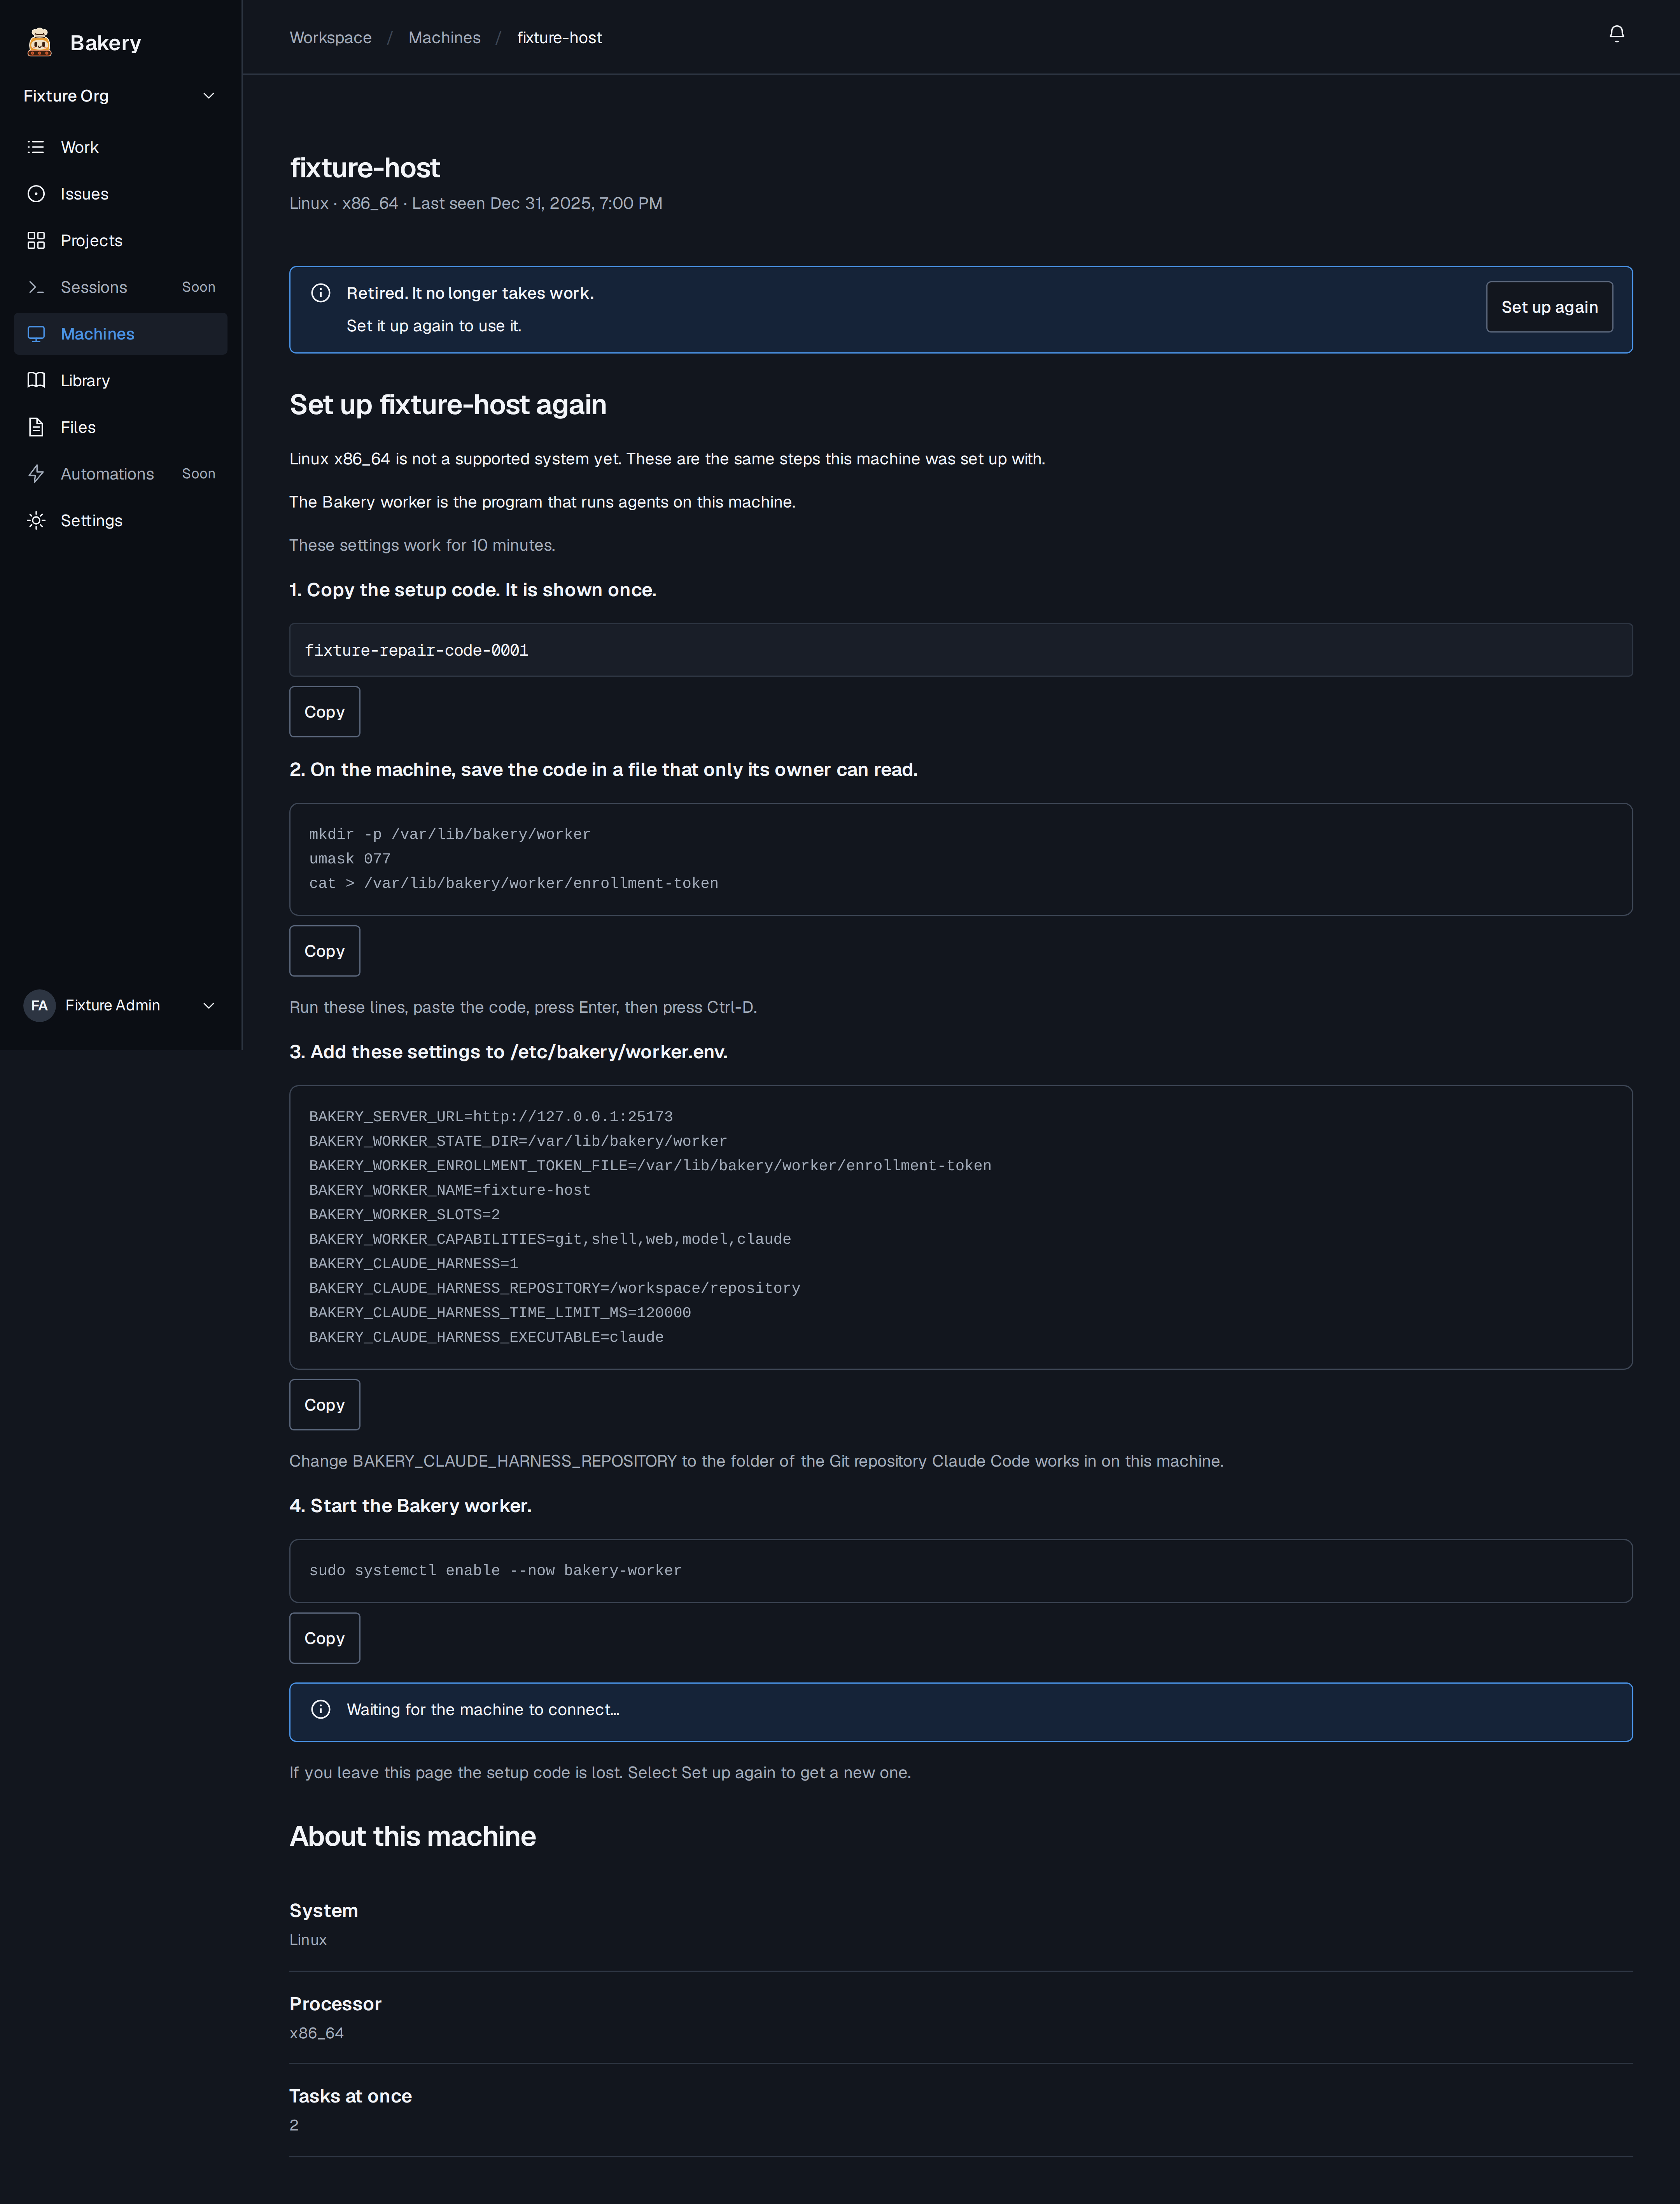 Bakery
Fixture Org
Work
Issues
Projects
Sessions Soon
Machines
Library
Files
Automations Soon
Settings
FA Fixture Admin
Workspace / Machines / fixture-host
fixture-host
Linux · x86_64 · Last seen Dec 31, 2025, 7:00 PM
Retired. It no longer takes work.
Set it up again to use it.
Set up again
Set up fixture-host again
Linux x86_64 is not a supported system yet. These are the same steps this machine was set up with.
The Bakery worker is the program that runs agents on this machine.
These settings work for 10 minutes.
1. Copy the setup code. It is shown once.
fixture-repair-code-0001
Copy
2. On the machine, save the code in a file that only its owner can read.
mkdir -p /var/lib/bakery/worker
umask 077
cat > /var/lib/bakery/worker/enrollment-token
Copy
Run these lines, paste the code, press Enter, then press Ctrl-D.
3. Add these settings to /etc/bakery/worker.env.
BAKERY_SERVER_URL=http://127.0.0.1:25173
BAKERY_WORKER_STATE_DIR=/var/lib/bakery/worker
BAKERY_WORKER_ENROLLMENT_TOKEN_FILE=/var/lib/bakery/worker/enrollment-token
BAKERY_WORKER_NAME=fixture-host
BAKERY_WORKER_SLOTS=2
BAKERY_WORKER_CAPABILITIES=git,shell,web,model,claude
BAKERY_CLAUDE_HARNESS=1
BAKERY_CLAUDE_HARNESS_REPOSITORY=/workspace/repository
BAKERY_CLAUDE_HARNESS_TIME_LIMIT_MS=120000
BAKERY_CLAUDE_HARNESS_EXECUTABLE=claude
Copy
Change BAKERY_CLAUDE_HARNESS_REPOSITORY to the folder of the Git repository Claude Code works in on this machine.
4. Start the Bakery worker.
sudo systemctl enable --now bakery-worker
Copy
Waiting for the machine to connect…
If you leave this page the setup code is lost. Select Set up again to get a new one.
About this machine
System
Linux
Processor
x86_64
Tasks at once
2